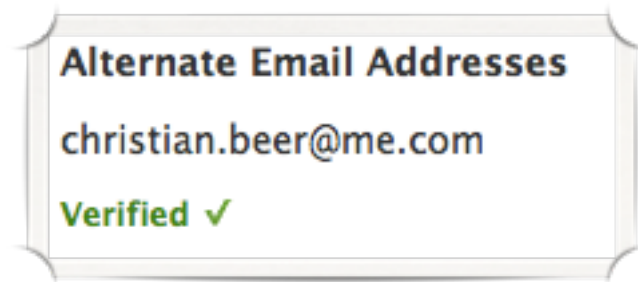 Alternate Email Addresses
christian.beer@me.com
Verified ✓